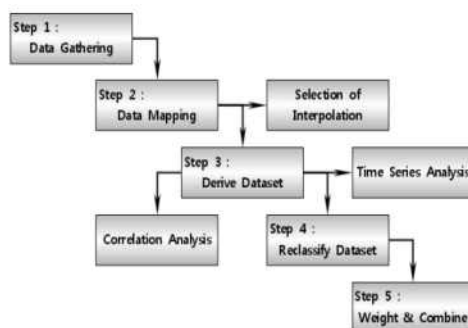 Step 1 :
Data Gathering
Step 2 :
Data Mapping
Selection of
Interpolation
Step 3 :
Derive Dataset
Time Series Analysis
Correlation Analysis
Step 4 :
Reclassify Dataset
Step 5 :
Weight & Combine